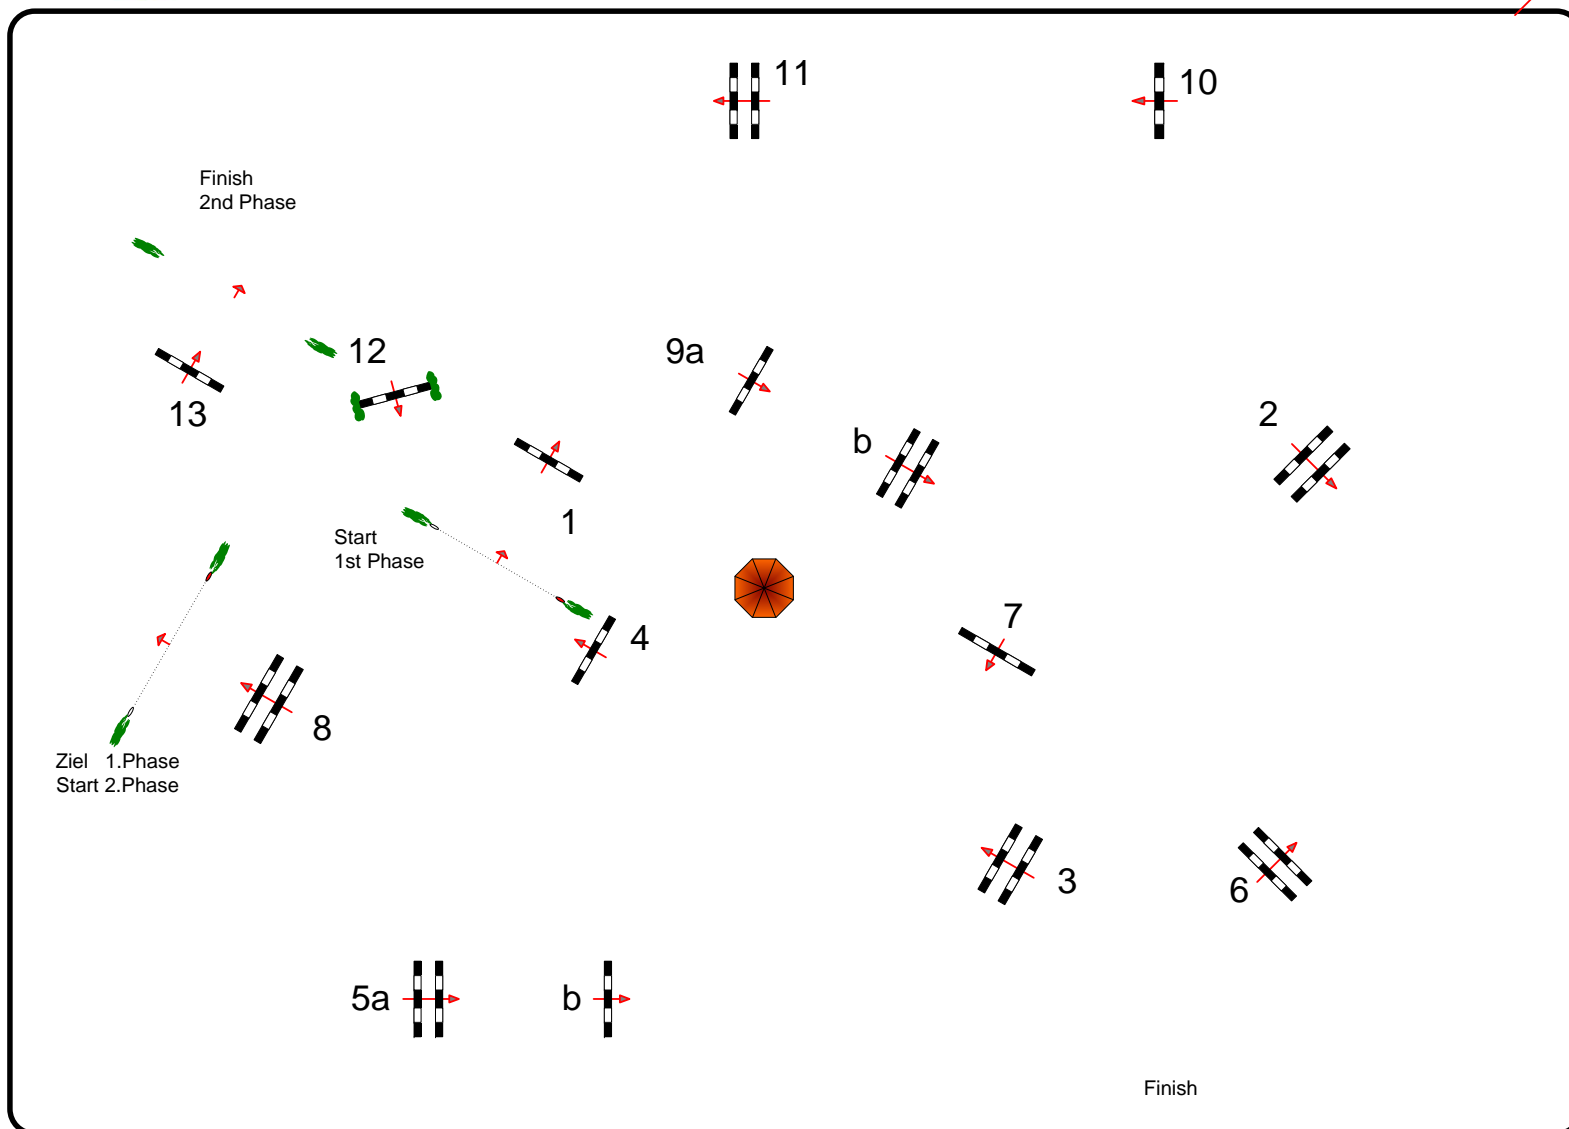 11
10
Finish
2nd Phase
12
9a
13
b
2
1
Start
1st Phase
7
4
8
Ziel 1.Phase
Start 2.Phase
3
6
5a
b
Finish